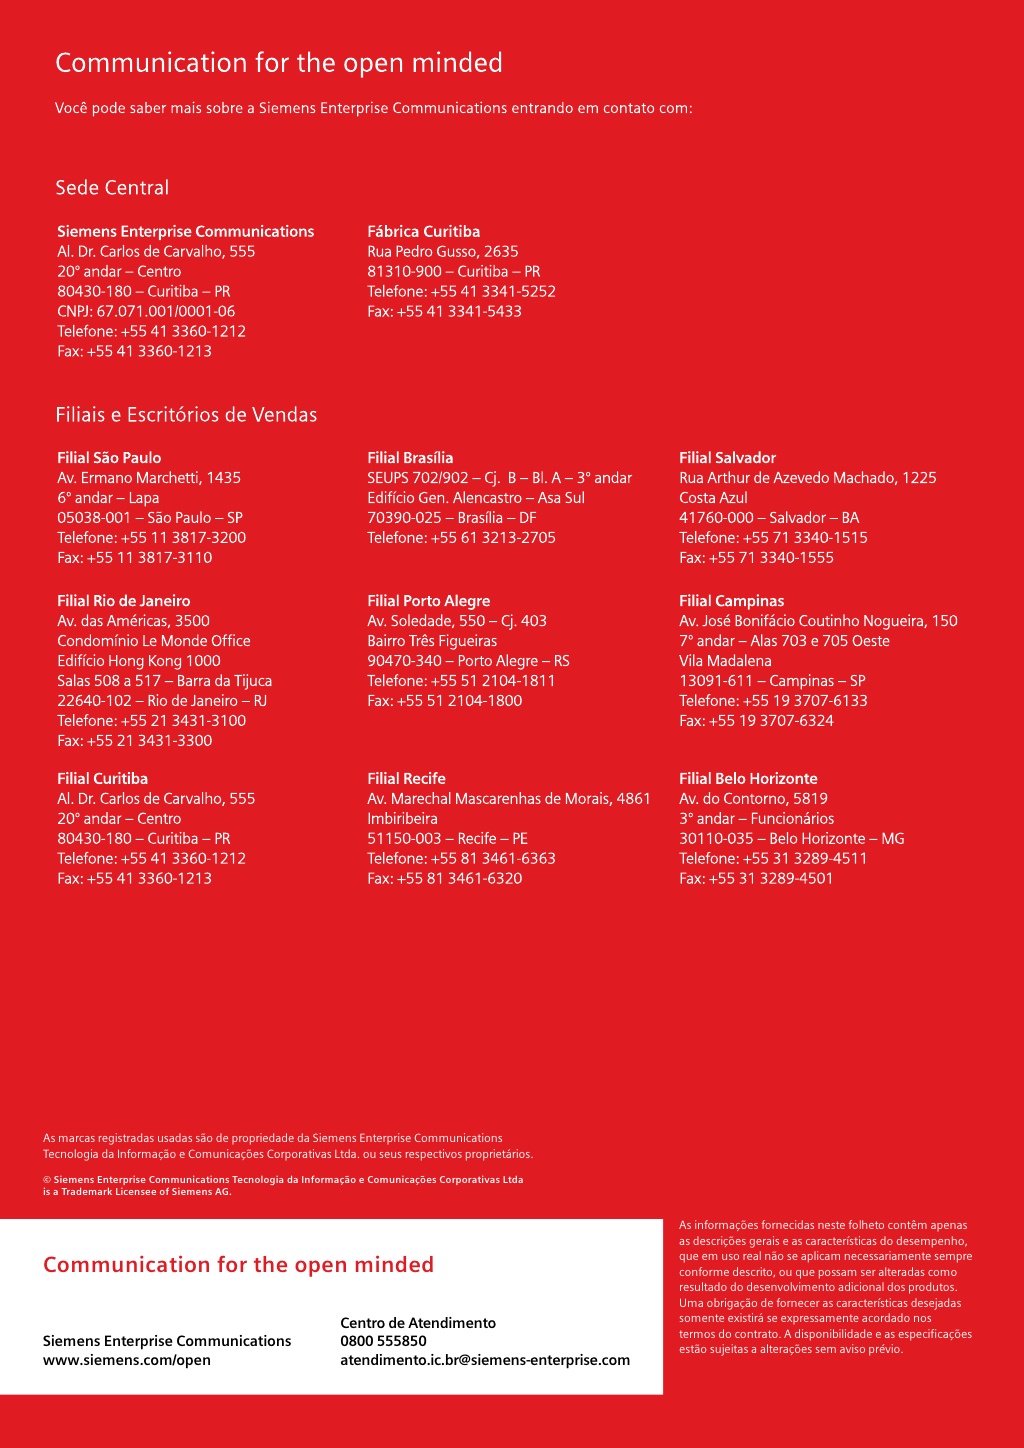 Communication for the open minded
Você pode saber mais sobre a Siemens Enterprise Communications entrando em contato com:
Sede Central
Siemens Enterprise Communications
Al. Dr. Carlos de Carvalho, 555
20° andar – Centro
80430-180 – Curitiba – PR
CNPJ: 67.071.001/0001-06
Telefone: +55 41 3360-1212
Fax: +55 41 3360-1213
Fábrica Curitiba
Rua Pedro Gusso, 2635
81310-900 – Curitiba – PR
Telefone: +55 41 3341-5252
Fax: +55 41 3341-5433
Filiais e Escritórios de Vendas
Filial São Paulo
Av. Ermano Marchetti, 1435
6° andar – Lapa
05038-001 – São Paulo – SP
Telefone: +55 11 3817-3200
Fax: +55 11 3817-3110
Filial Brasília
SEUPS 702/902 – Cj. B – Bl. A – 3° andar
Edifício Gen. Alencastro – Asa Sul
70390-025 – Brasília – DF
Telefone: +55 61 3213-2705
Filial Salvador
Rua Arthur de Azevedo Machado, 1225
Costa Azul
41760-000 – Salvador – BA
Telefone: +55 71 3340-1515
Fax: +55 71 3340-1555
Filial Rio de Janeiro
Av. das Américas, 3500
Condomínio Le Monde Office
Edifício Hong Kong 1000
Salas 508 a 517 – Barra da Tijuca
22640-102 – Rio de Janeiro – RJ
Telefone: +55 21 3431-3100
Fax: +55 21 3431-3300
Filial Porto Alegre
Av. Soledade, 550 – Cj. 403
Bairro Três Figueiras
90470-340 – Porto Alegre – RS
Telefone: +55 51 2104-1811
Fax: +55 51 2104-1800
Filial Campinas
Av. José Bonifácio Coutinho Nogueira, 150
7° andar – Alas 703 e 705 Oeste
Vila Madalena
13091-611 – Campinas – SP
Telefone: +55 19 3707-6133
Fax: +55 19 3707-6324
Filial Curitiba
Al. Dr. Carlos de Carvalho, 555
20° andar – Centro
80430-180 – Curitiba – PR
Telefone: +55 41 3360-1212
Fax: +55 41 3360-1213
Filial Recife
Av. Marechal Mascarenhas de Morais, 4861
Imbiribeira
51150-003 – Recife – PE
Telefone: +55 81 3461-6363
Fax: +55 81 3461-6320
Filial Belo Horizonte
Av. do Contorno, 5819
3° andar – Funcionários
30110-035 – Belo Horizonte – MG
Telefone: +55 31 3289-4511
Fax: +55 31 3289-4501
As marcas registradas usadas são de propriedade da Siemens Enterprise Communications
Tecnologia da Informação e Comunicações Corporativas Ltda. ou seus respectivos proprietários.
© Siemens Enterprise Communications Tecnologia da Informação e Comunicações Corporativas Ltda
is a Trademark Licensee of Siemens AG.
Communication for the open minded
Siemens Enterprise Communications
www.siemens.com/open
Centro de Atendimento
0800 555850
atendimento.ic.br@siemens-enterprise.com
As informações fornecidas neste folheto contêm apenas
as descrições gerais e as características do desempenho,
que em uso real não se aplicam necessariamente sempre
conforme descrito, ou que possam ser alteradas como
resultado do desenvolvimento adicional dos produtos.
Uma obrigação de fornecer as características desejadas
somente existirá se expressamente acordado nos
termos do contrato. A disponibilidade e as especificações
estão sujeitas a alterações sem aviso prévio.